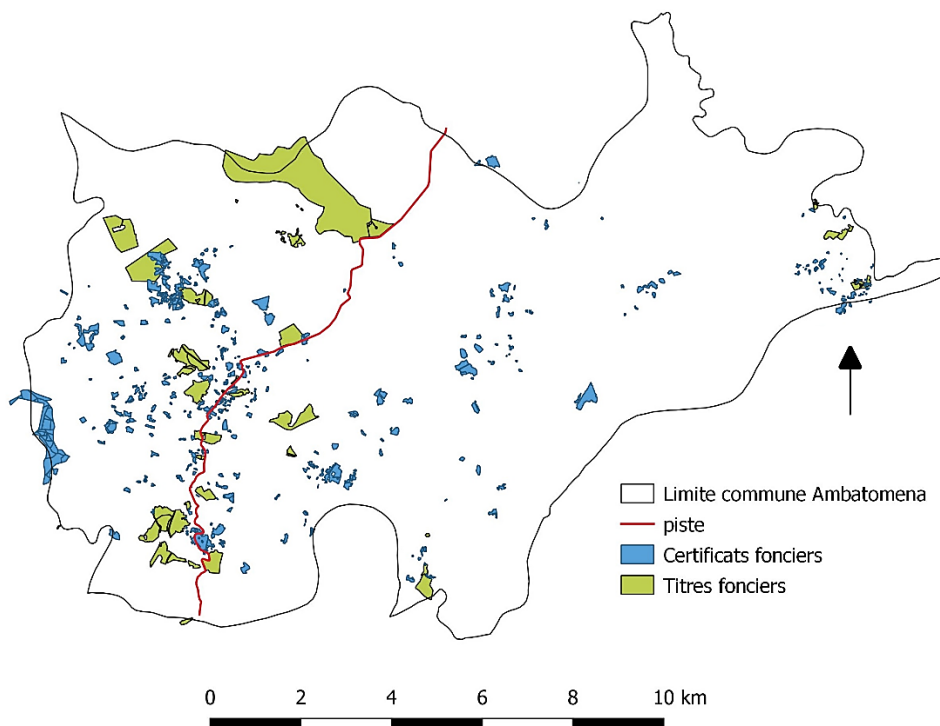 Limite commune Ambatomena
piste
Certificats fonciers
Titres fonciers
0 2 4 6 8 10 km